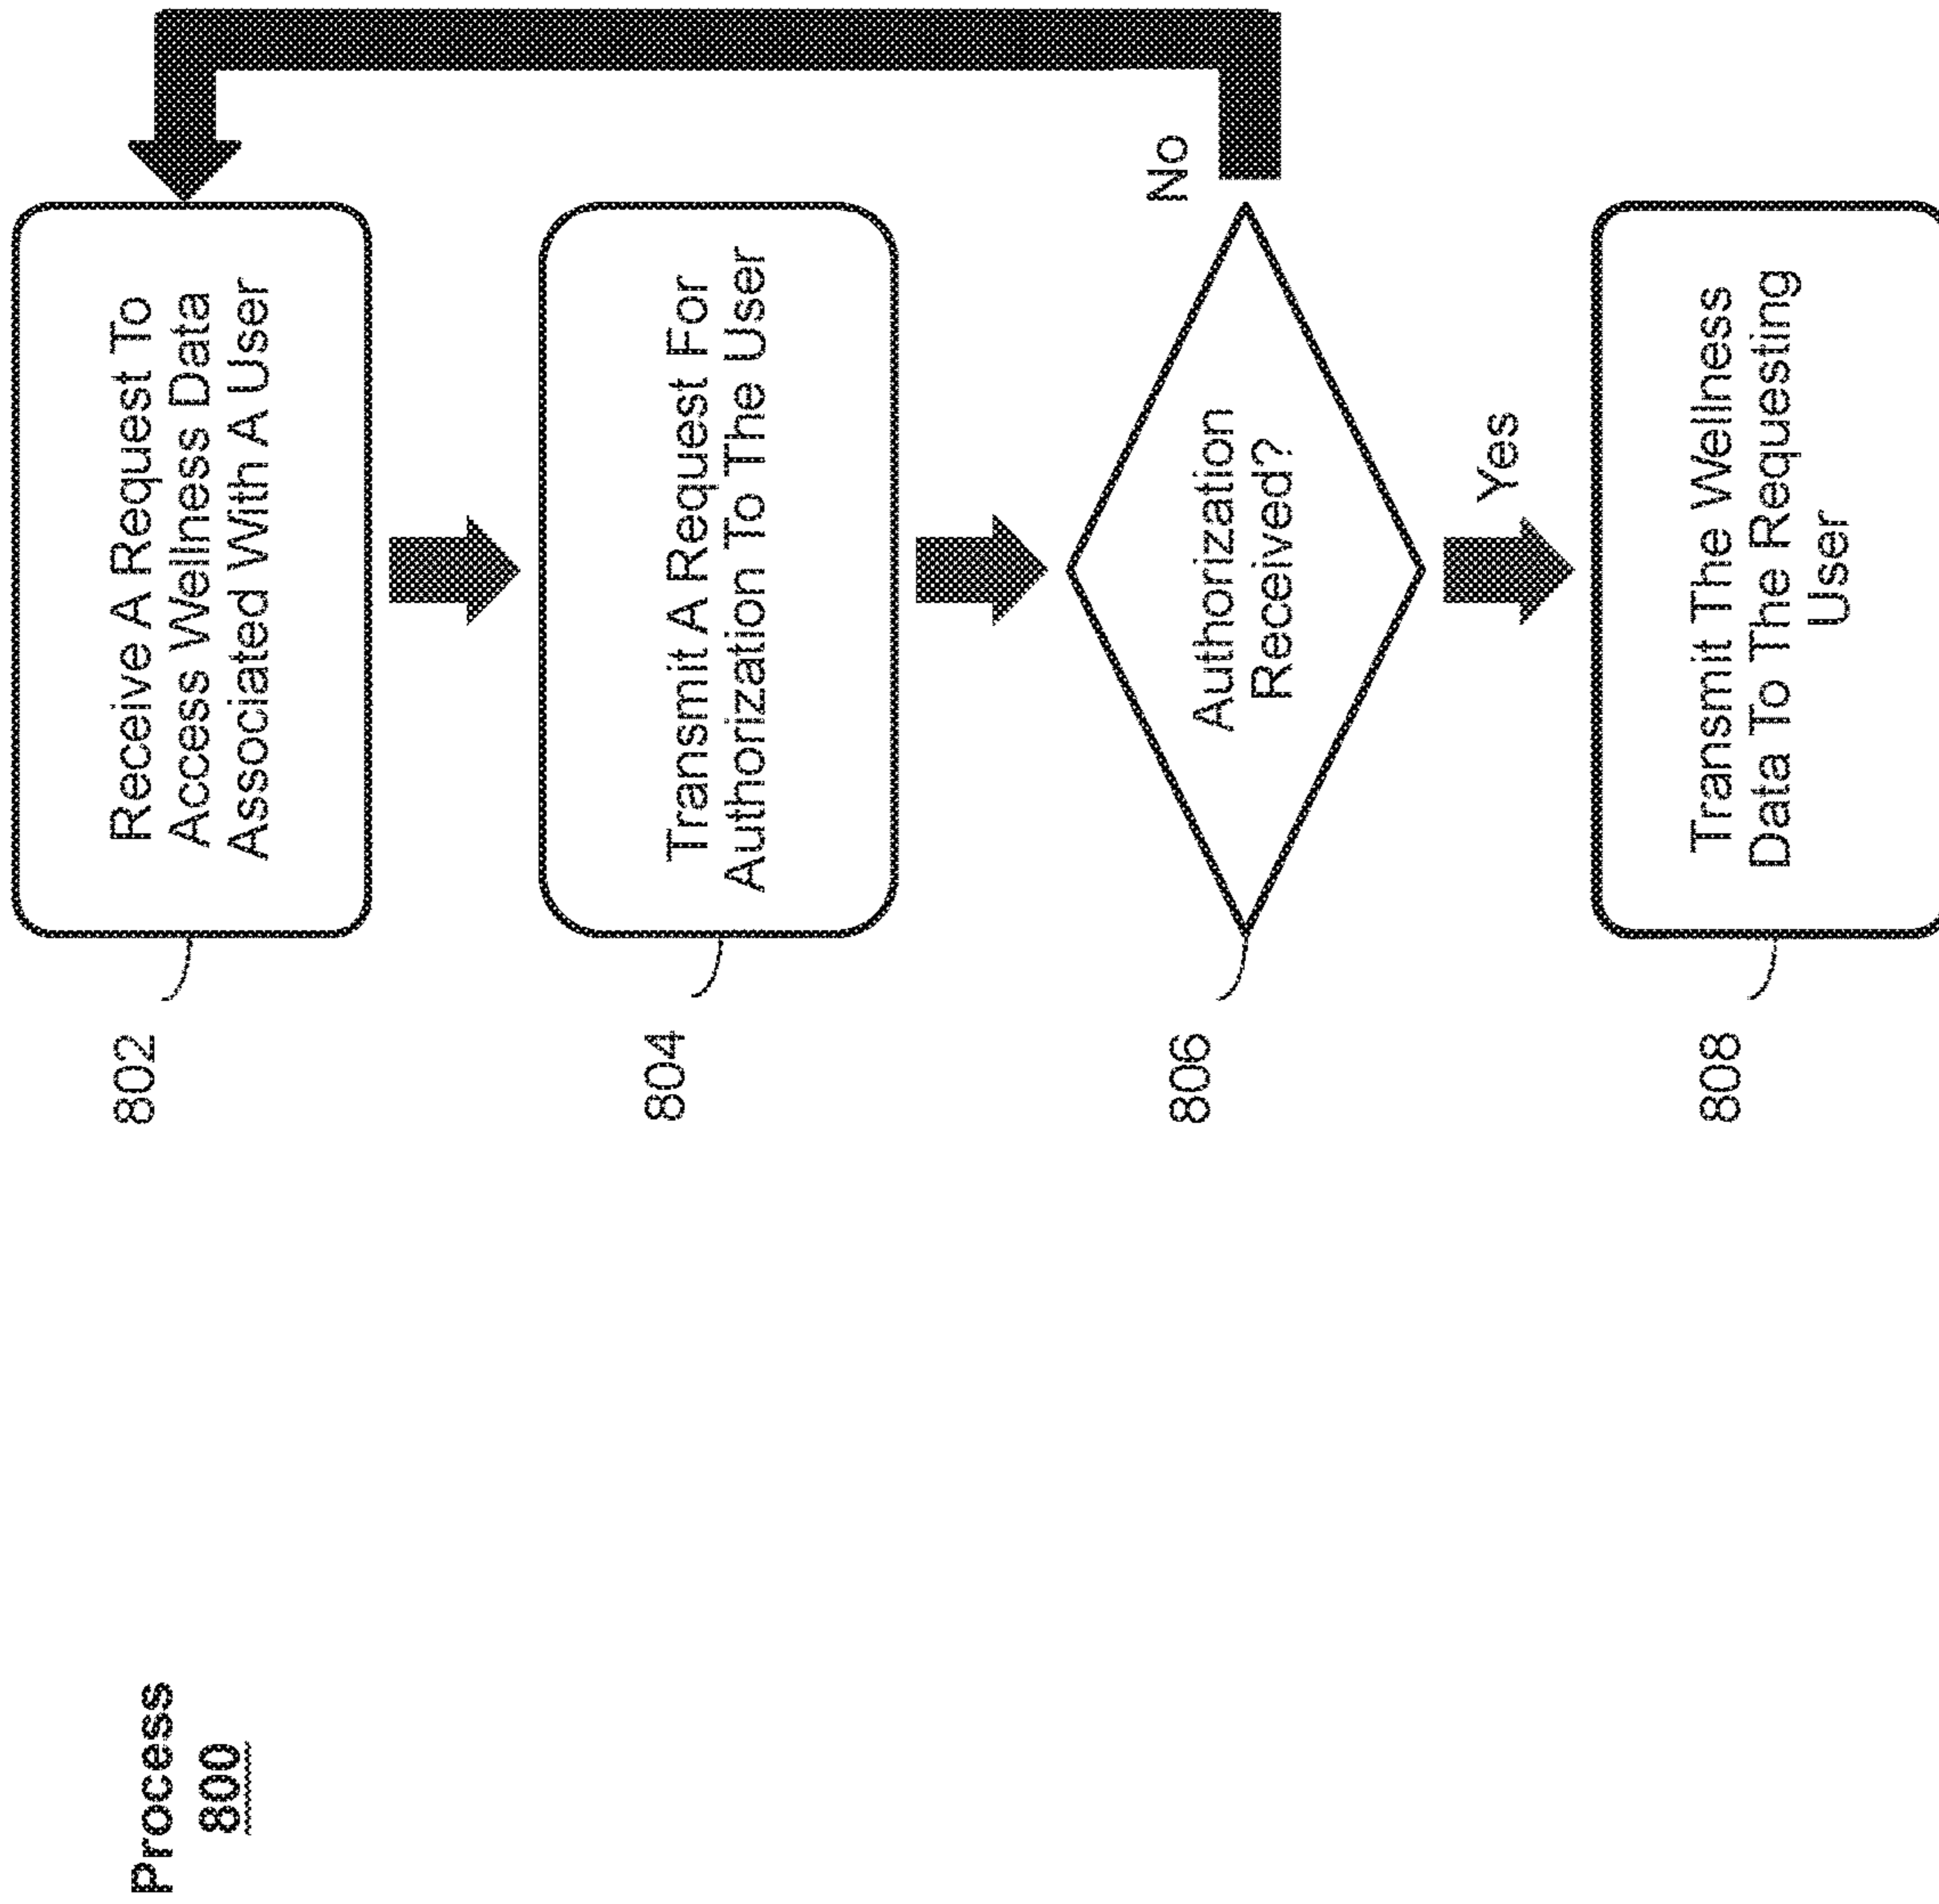 Process
800
802
Receive A Request To
Access Wellness Data
Associated With A User
804
Transmit A Request For
Authorization To The User
806
Authorization
Received?
No
Yes
808
Transmit The Wellness
Data To The Requesting
User